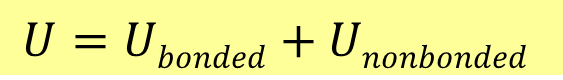 U = U_bonded + U_nonbonded